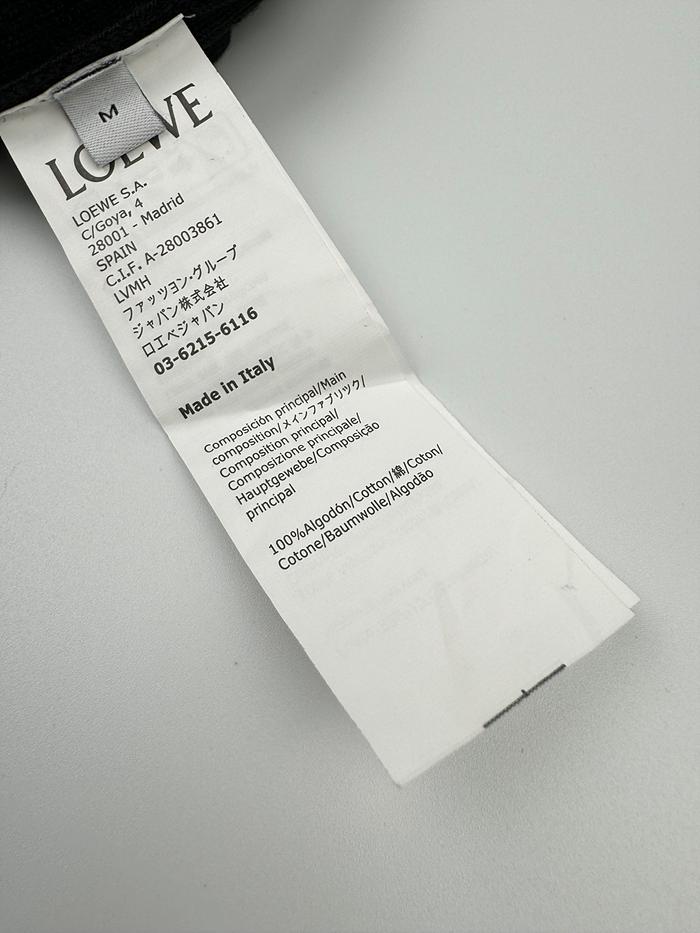 M
LOEWE
LOEWE S.A.
C/Goya, 4
28001 - Madrid
SPAIN
C.I.F. A-28003861
LVMH
ファッツョン·グループ
ジャパン株式会社
ロエベジャパン
03-6215-6116
Made in Italy
Composición principal/Main
composition/メインファブリツク/
Composition principal/
Composizione principale/
Hauptgewebe/Composição
principal
100%Algodón/Cotton/綿/Coton/
Cotone/Baumwolle/Algodão